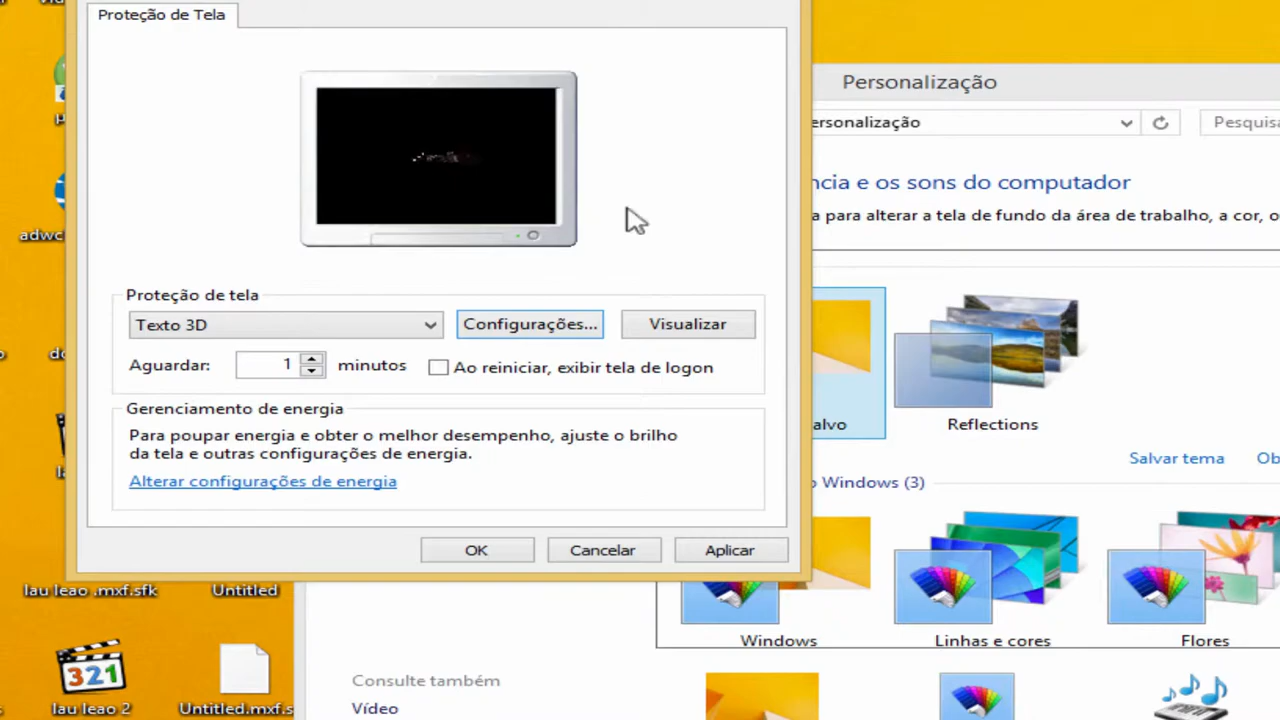 Proteção de Tela
Personalização
ersonalização
Pesquisa
ncia e os sons do computador
a para alterar a tela de fundo da área de trabalho, a cor, o
adwcl
Proteção de tela
Texto 3D
Configurações...
Visualizar
Aguardar:
1
minutos
Ao reiniciar, exibir tela de logon
Gerenciamento de energia
Para poupar energia e obter o melhor desempenho, ajuste o brilho
da tela e outras configurações de energia.
Alterar configurações de energia
alvo
Reflections
Salvar tema
Ob
o Windows (3)
OK
Cancelar
Aplicar
lau leao .mxf.sfk
Untitled
Windows
Linhas e cores
Flores
321
lau leao 2
Untitled.mxf.s
Consulte também
Vídeo